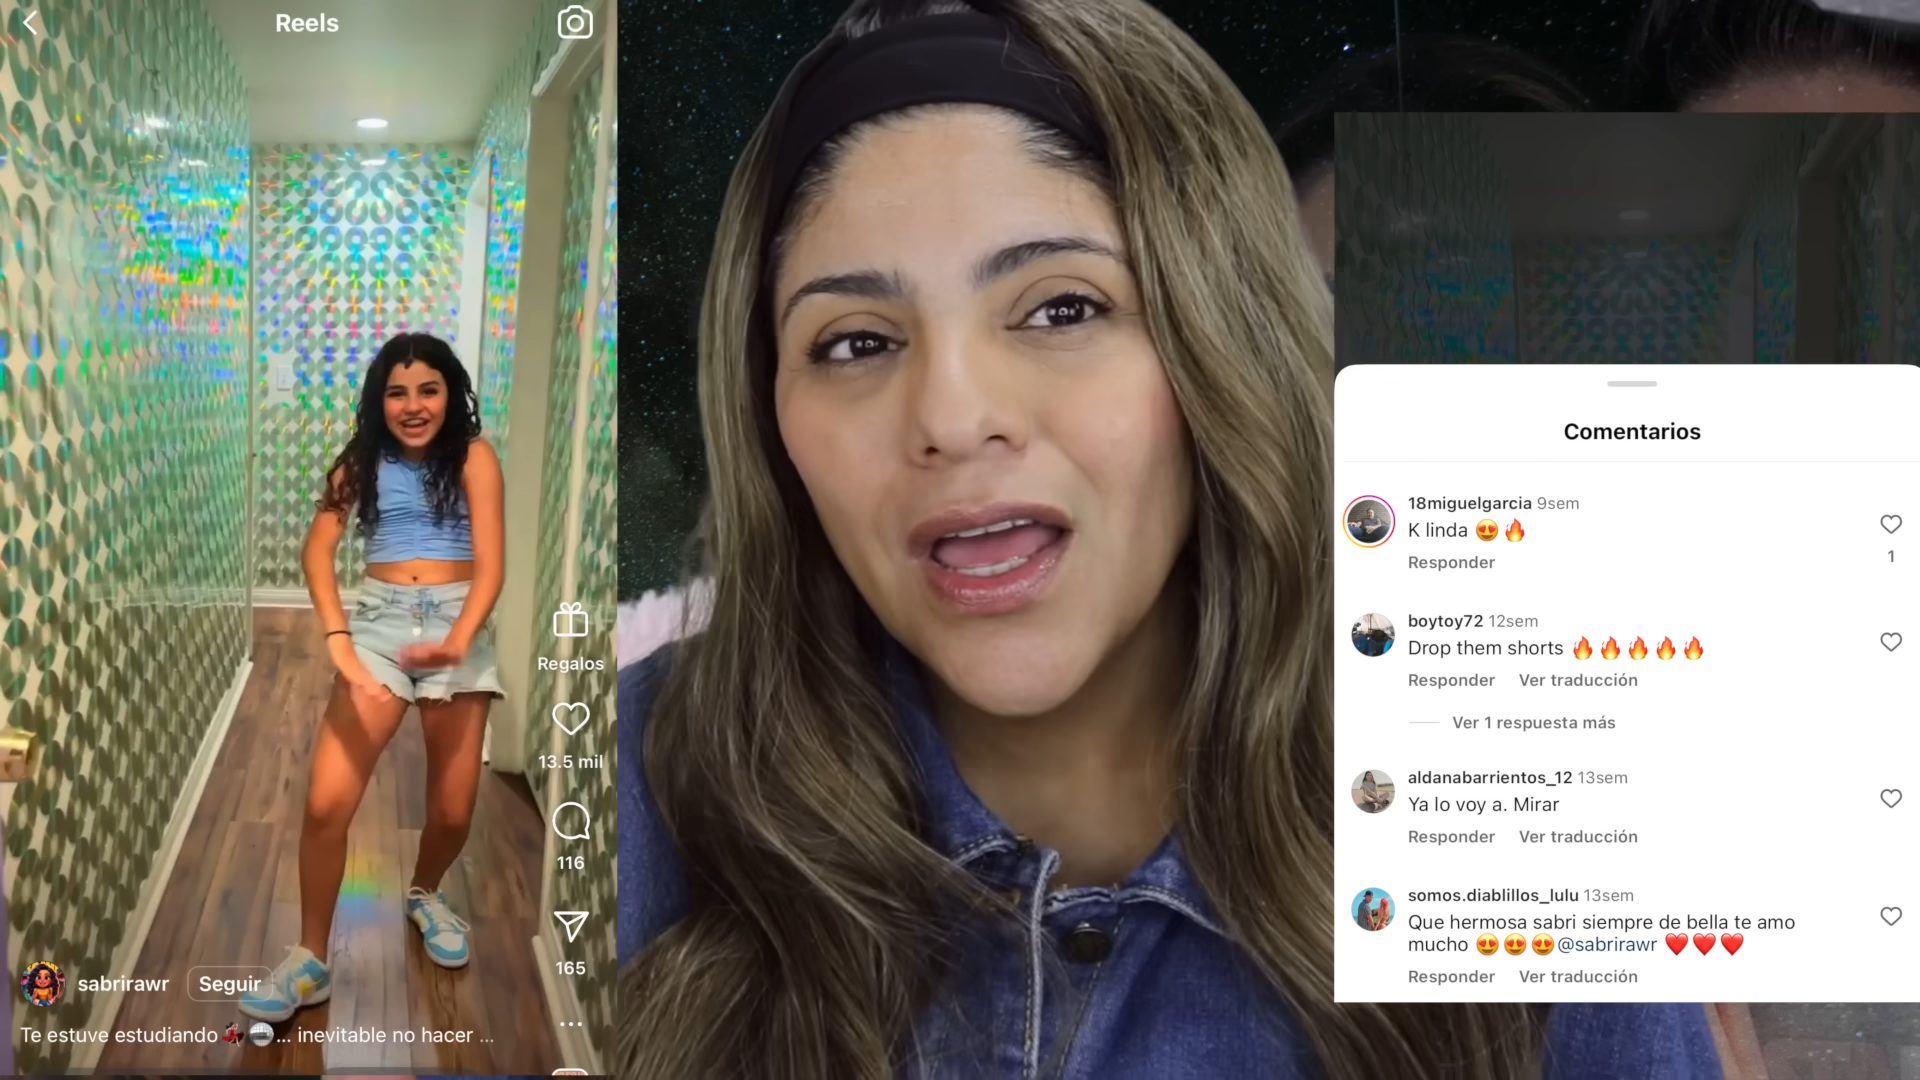 Reels
Regalos
13.5 mil
116
165
sabrirawr
Seguir
Te estuve estudiando💃🏻🪩... inevitable no hacer ...
Comentarios
18miguelgarcia 9sem
K linda 😍🔥
Responder
1
boytoy72 12sem
Drop them shorts 🔥🔥🔥🔥🔥
Responder Ver traducción
Ver 1 respuesta más
aldanabarrientos_12 13sem
Ya lo voy a. Mirar
Responder Ver traducción
somos.diablillos_lulu 13sem
Que hermosa sabri siempre de bella te amo
mucho 😍😍😍@sabrirawr ❤️❤️❤️
Responder Ver traducción